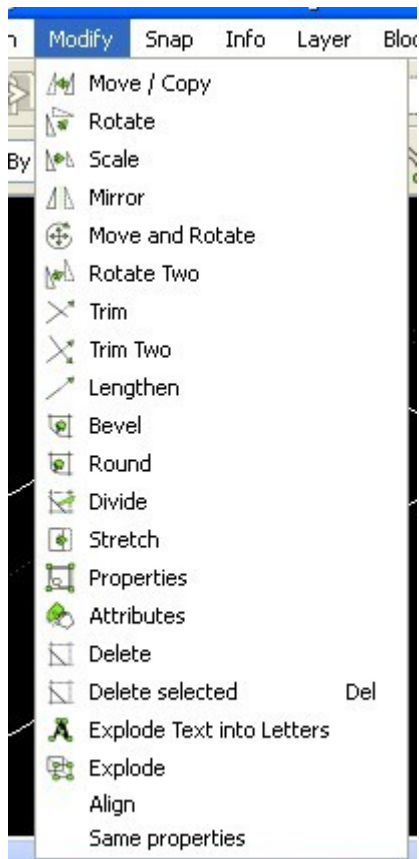 Modify Snap Info Layer
Move / Copy
By
Rotate
Scale
Mirror
Move and Rotate
Rotate Two
Trim
Trim Two
Lengthen
Bevel
Round
Divide
Stretch
Properties
Attributes
Delete
Delete selected Del
Explode Text into Letters
Explode
Align
Same properties